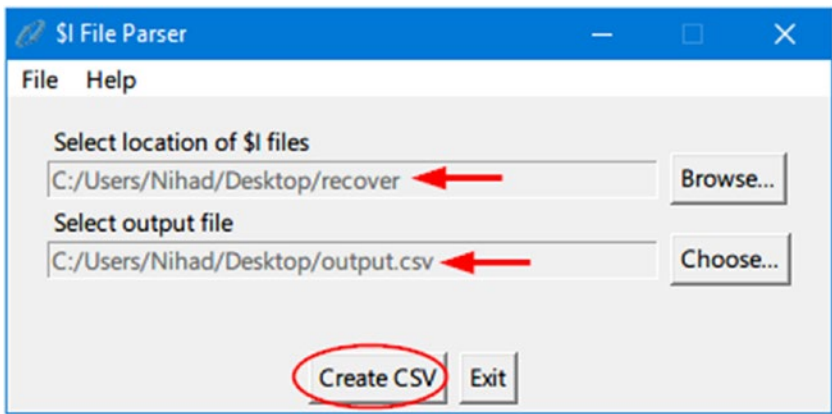 $I File Parser
File Help
Select location of $I files
C:/Users/Nihad/Desktop/recover
Browse...
Select output file
C:/Users/Nihad/Desktop/output.csv
Choose...
Create CSV Exit